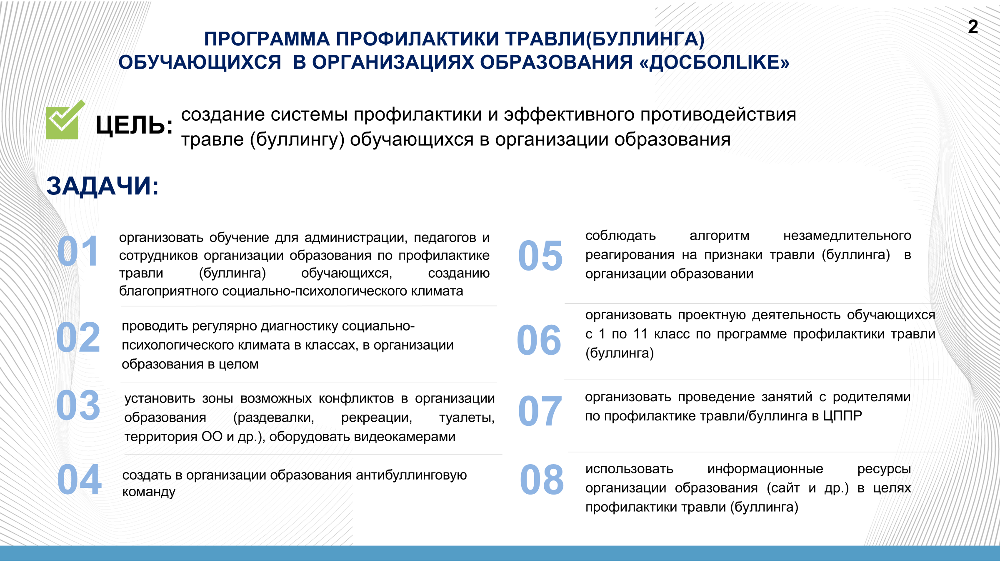 2
ПРОГРАММА ПРОФИЛАКТИКИ ТРАВЛИ(БУЛЛИНГА)
ОБУЧАЮЩИХСЯ В ОРГАНИЗАЦИЯХ ОБРАЗОВАНИЯ «ДОСБОЛLIKE»
ЦЕЛЬ:
создание системы профилактики и эффективного противодействия
травле (буллингу) обучающихся в организации образования
ЗАДАЧИ:
01
организовать обучение для администрации, педагогов и
сотрудников организации образования по профилактике
травли (буллинга) обучающихся, созданию
благоприятного социально-психологического климата
02
проводить регулярно диагностику социально-
психологического климата в классах, в организации
образования в целом
03
установить зоны возможных конфликтов в организации
образования (раздевалки, рекреации, туалеты,
территория ОО и др.), оборудовать видеокамерами
04
создать в организации образования антибуллинговую
команду
05
соблюдать алгоритм незамедлительного
реагирования на признаки травли (буллинга) в
организации образовании
06
организовать проектную деятельность обучающихся
с 1 по 11 класс по программе профилактики травли
(буллинга)
07
организовать проведение занятий с родителями
по профилактике травли/буллинга в ЦППР
08
использовать информационные ресурсы
организации образования (сайт и др.) в целях
профилактики травли (буллинга)